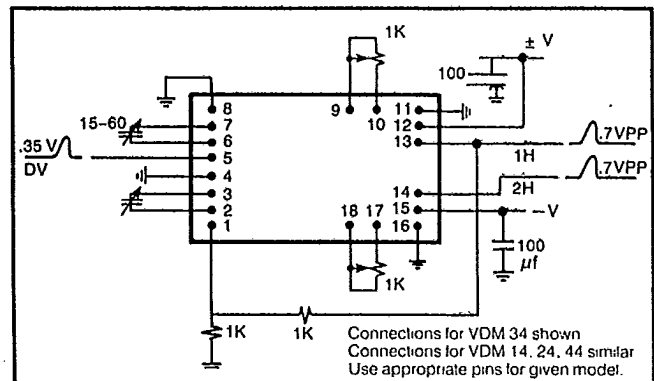 1K
± V
100
8
9
10
11
15-60
7
12
.35 V
6
13
.7VPP
5
1H
DV
4
.7VPP
3
14
2H
2
18
17
15
−V
1
16
100
µf
1K
1K
1K
Connections for VDM 34 shown
Connections for VDM 14, 24, 44 similar
Use appropriate pins for given model.